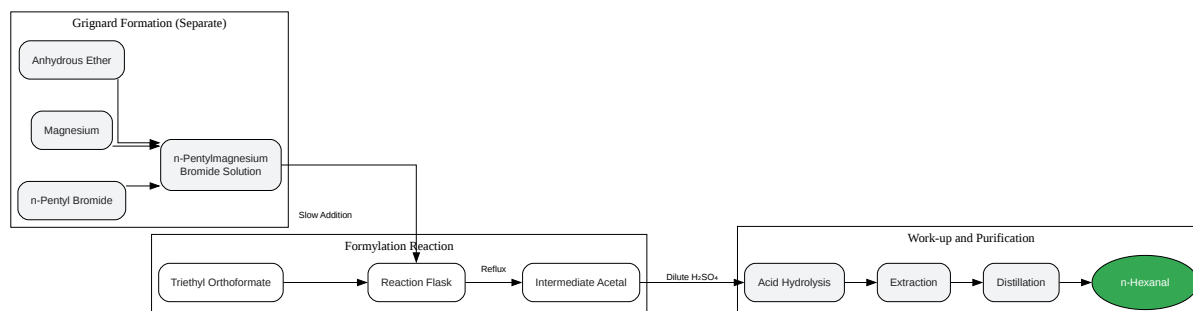 Grignard Formation (Separate)
Anhydrous Ether
Magnesium
n-Pentyl Bromide
n-Pentylmagnesium
Bromide Solution
Slow Addition
Formylation Reaction
Triethyl Orthoformate
Reaction Flask
Reflux
Intermediate Acetal
Dilute H₂SO₄
Work-up and Purification
Acid Hydrolysis
Extraction
Distillation
n-Hexanal